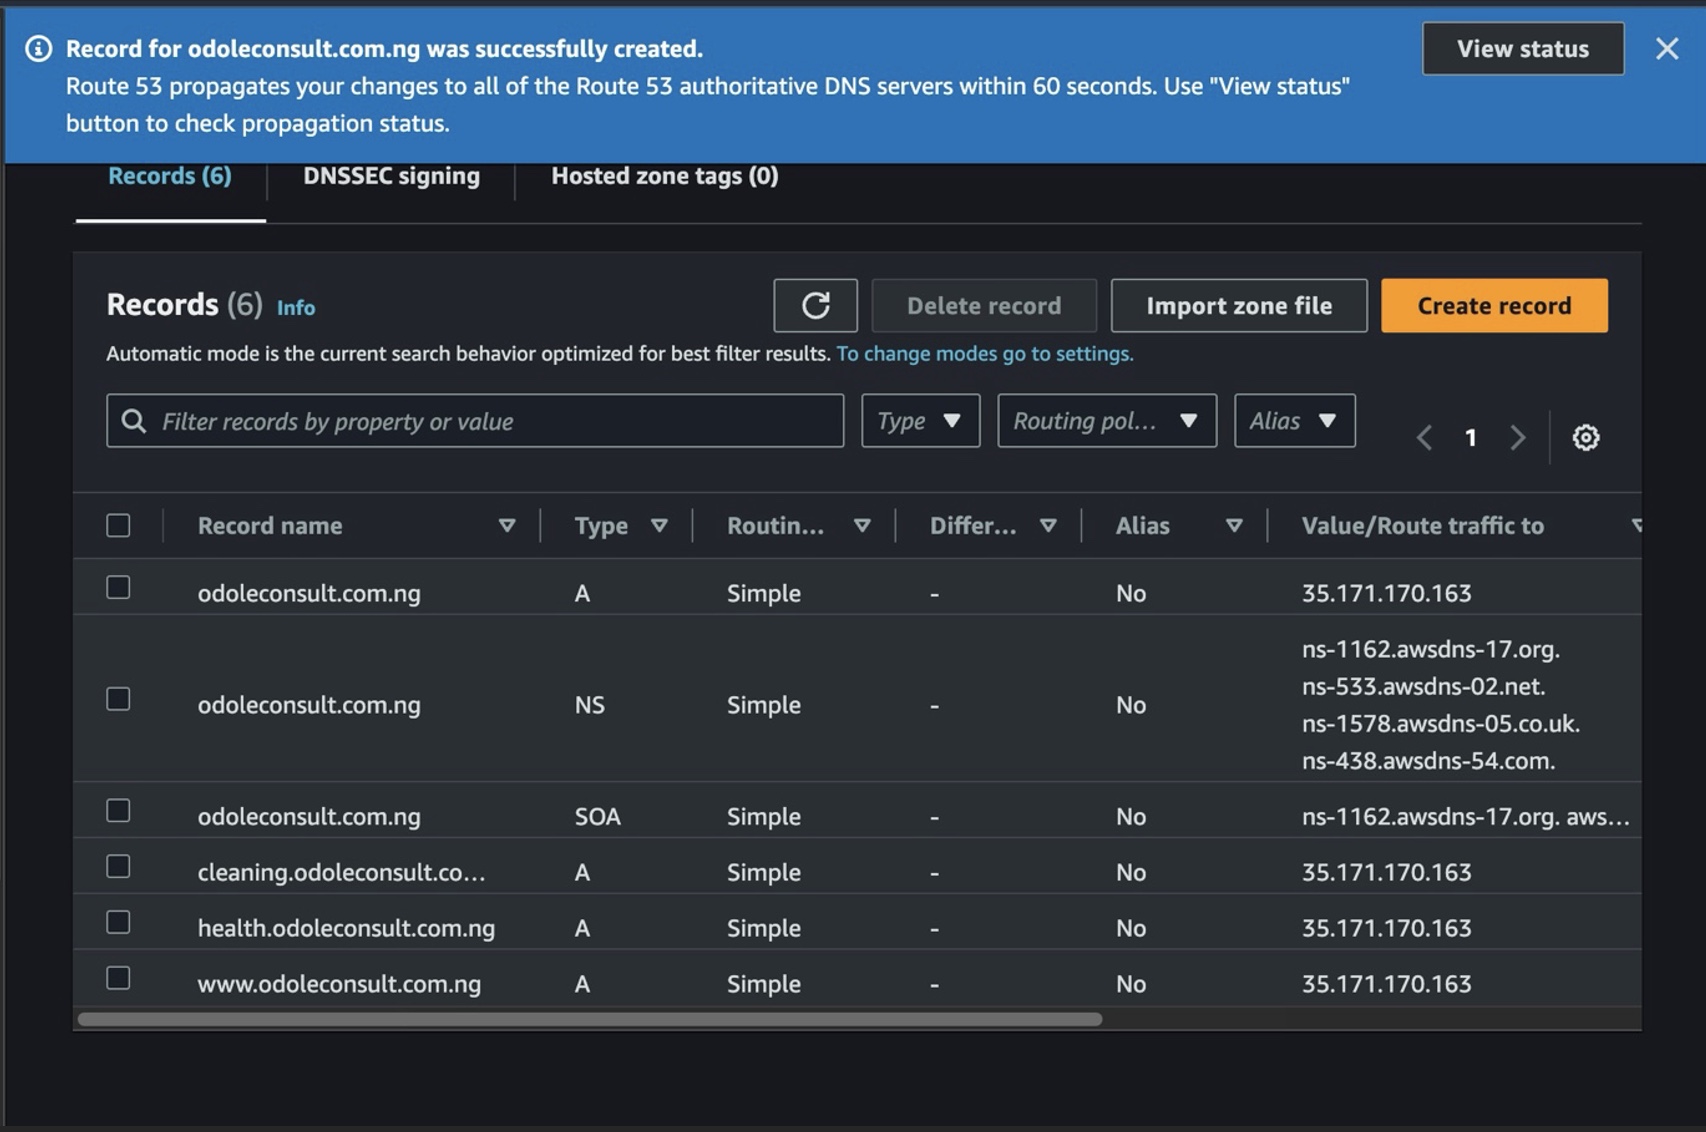 Record for odoleconsult.com.ng was successfully created.
View status
Route 53 propagates your changes to all of the Route 53 authoritative DNS servers within 60 seconds. Use "View status"
button to check propagation status.
Records (6)
DNSSEC signing
Hosted zone tags (0)
Records (6) Info
Delete record
Import zone file
Create record
Automatic mode is the current search behavior optimized for best filter results. To change modes go to settings.
Filter records by property or value
Type
Routing pol...
Alias
1
Record name
Type
Routin...
Differ...
Alias
Value/Route traffic to
odoleconsult.com.ng
A
Simple
-
No
35.171.170.163
odoleconsult.com.ng
NS
Simple
-
No
ns-1162.awsdns-17.org.
ns-533.awsdns-02.net.
ns-1578.awsdns-05.co.uk.
ns-438.awsdns-54.com.
odoleconsult.com.ng
SOA
Simple
-
No
ns-1162.awsdns-17.org. aws...
cleaning.odoleconsult.co...
A
Simple
-
No
35.171.170.163
health.odoleconsult.com.ng
A
Simple
-
No
35.171.170.163
www.odoleconsult.com.ng
A
Simple
-
No
35.171.170.163